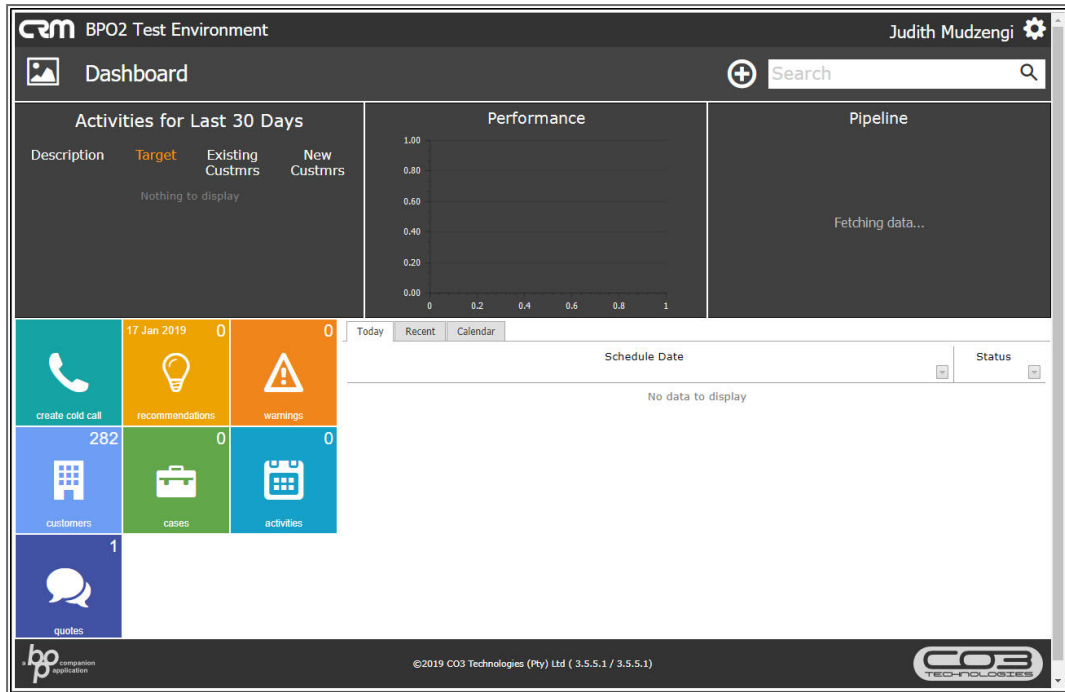 CRM BPO2 Test Environment
Judith Mudzengi
Dashboard
Search
Activities for Last 30 Days
Description Target Existing Custmrs New Custmrs
Nothing to display
Performance
1.00
0.80
0.60
0.40
0.20
0.00
0 0.2 0.4 0.6 0.8 1
Pipeline
Fetching data...
create cold call
17 Jan 2019 0
recommendations
0
warnings
282
customers
0
cases
0
activities
1
quotes
Today Recent Calendar
Schedule Date Status
No data to display
a bpo companion application
©2019 CO3 Technologies (Pty) Ltd ( 3.5.5.1 / 3.5.5.1)
CO3
TECHNOLOGIES